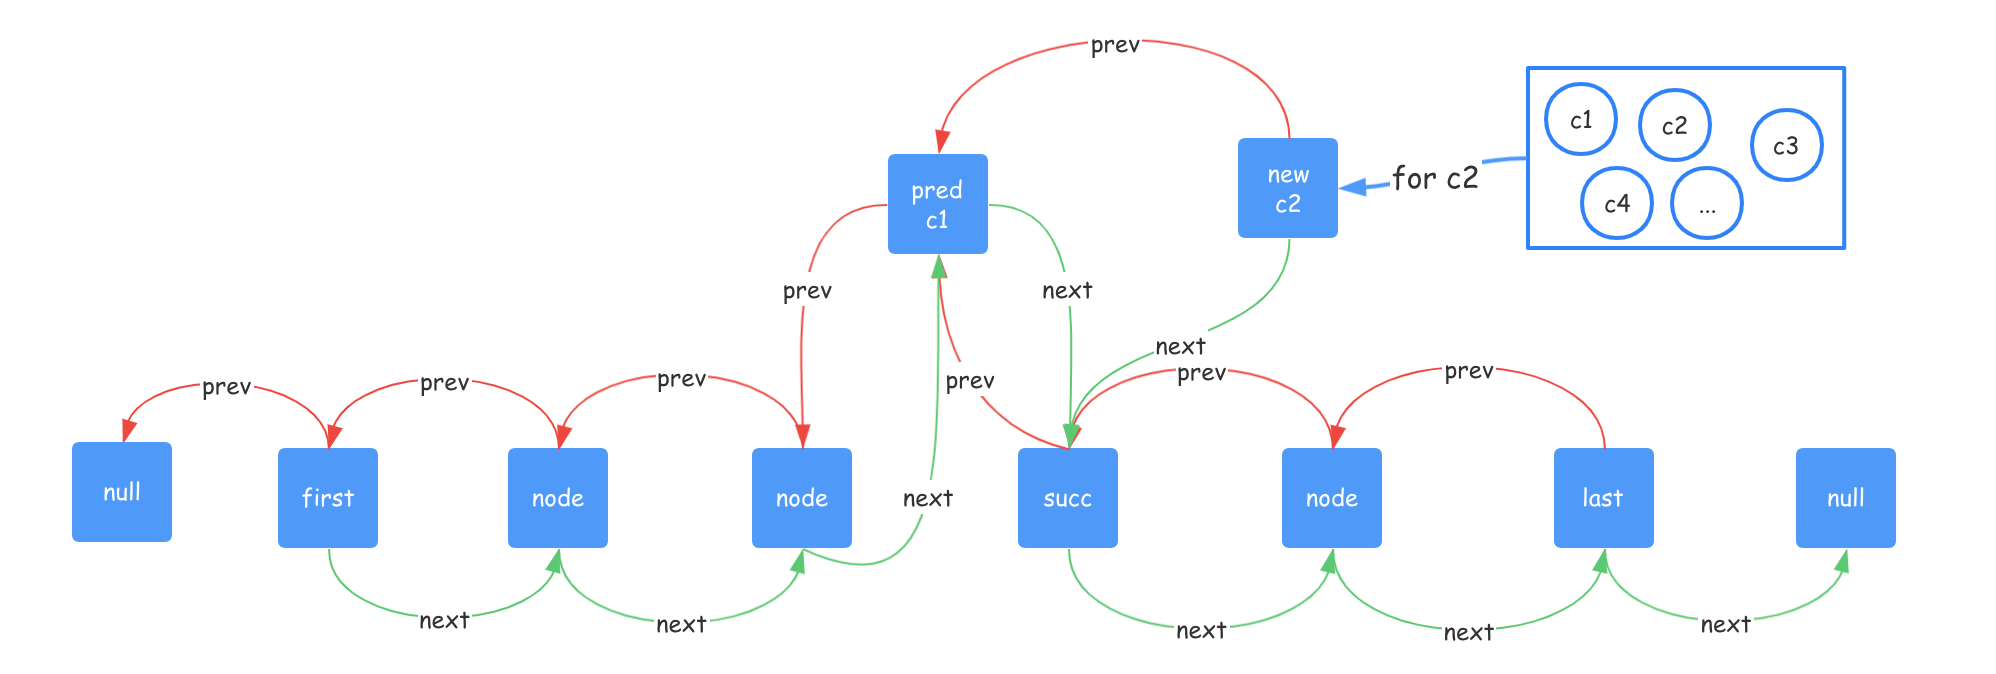 prev
c1
c2
c3
c4
...
for c2
new
c2
pred
c1
prev
next
next
prev
prev
prev
prev
prev
prev
null
first
node
node
next
succ
node
last
null
next
next
next
next
next